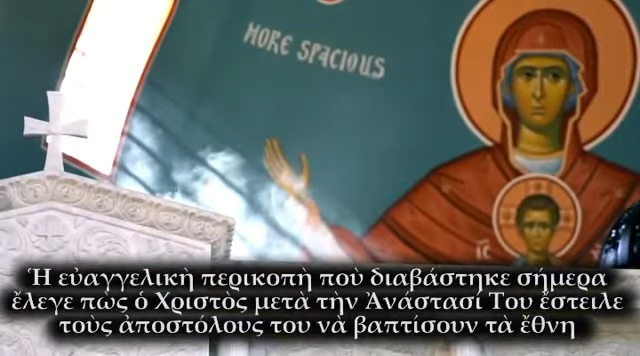 MORE SPACIOUS
IC
Ἡ εὐαγγελικὴ περικοπὴ ποὺ διαβάστηκε σήμερα
ἔλεγε πὼς ὁ Χριστὸς μετὰ τὴν Ἀνάστασί Του ἔστειλε
τοὺς ἀποστόλους του νὰ βαπτίσουν τὰ ἔθνη